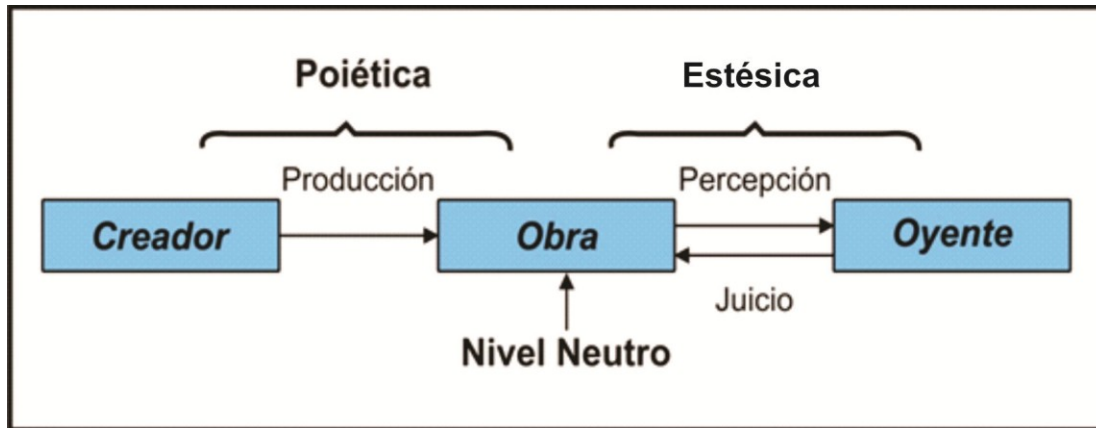 Poiética
Estésica
Producción
Percepción
Creador
Obra
Oyente
Juicio
Nivel Neutro